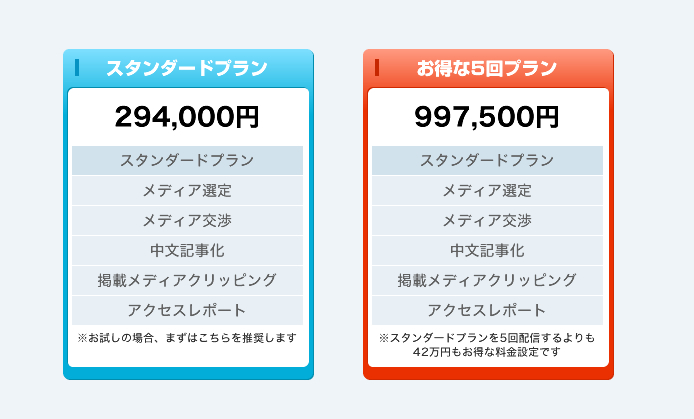 スタンダードプラン
294,000円
スタンダードプラン
メディア選定
メディア交渉
中文記事化
掲載メディアクリッピング
アクセスレポート
※お試しの場合、まずはこちらを推奨します
お得な5回プラン
997,500円
スタンダードプラン
メディア選定
メディア交渉
中文記事化
掲載メディアクリッピング
アクセスレポート
※スタンダードプランを5回配信するよりも
42万円もお得な料金設定です